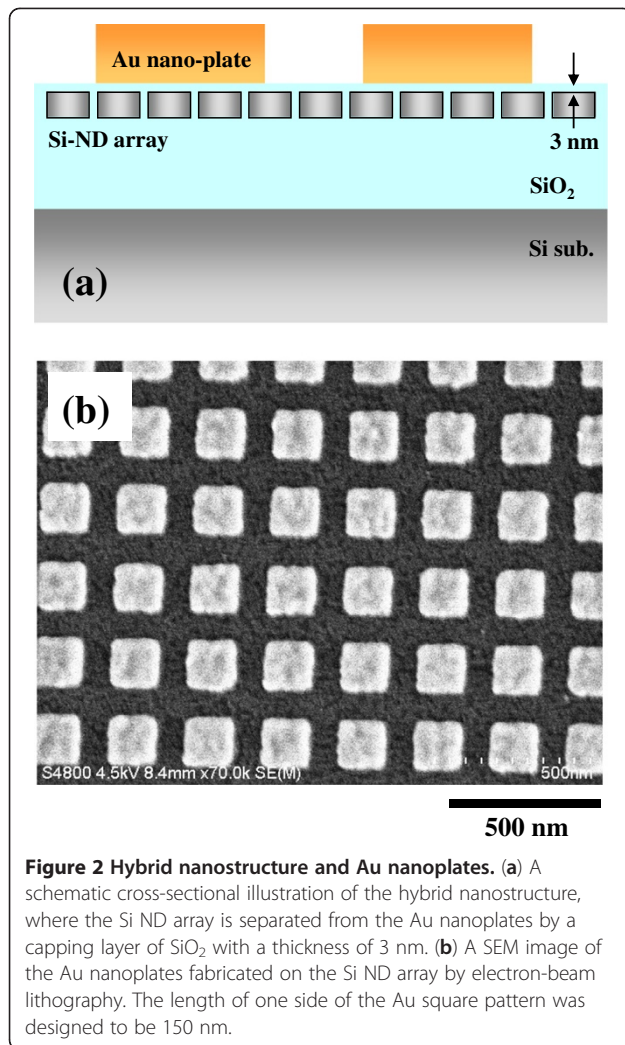 Au nano-plate
Si-ND array
3 nm
SiO₂
Si sub.
(a)
(b)
S4800 4.5kV 8.4mm x70.0k SE(M)
500nm
500 nm
Figure 2 Hybrid nanostructure and Au nanoplates. (a) A
schematic cross-sectional illustration of the hybrid nanostructure,
where the Si ND array is separated from the Au nanoplates by a
capping layer of SiO₂ with a thickness of 3 nm. (b) A SEM image of
the Au nanoplates fabricated on the Si ND array by electron-beam
lithography. The length of one side of the Au square pattern was
designed to be 150 nm.